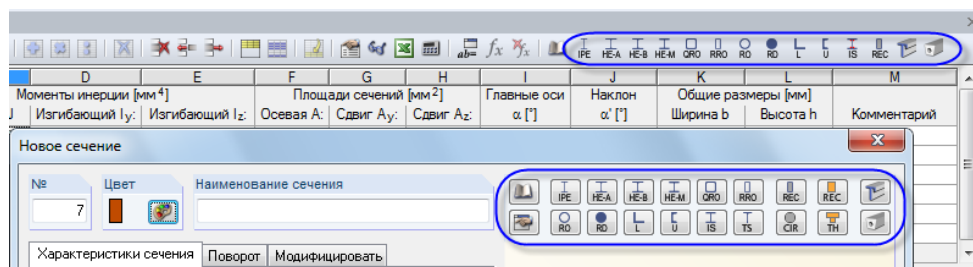 ab= fx fx IPE HE-A HE-B HE-M QRO RRO RO RD L U IS REC
D E F G H I J K L M
Моменты инерции [мм⁴] Площади сечений [мм²] Главные оси Наклон Общие размеры [мм]
Изгибающий Iy: Изгибающий Iz: Осевая A: Сдвиг Ay: Сдвиг Az: α [°] α' [°] Ширина b Высота h Комментарий
Новое сечение
№ Цвет Наименование сечения
IPE HE-A HE-B HE-M QRO RRO REC REC
7
RO RD L U IS TS CIR TH
Характеристики сечения Поворот Модифицировать